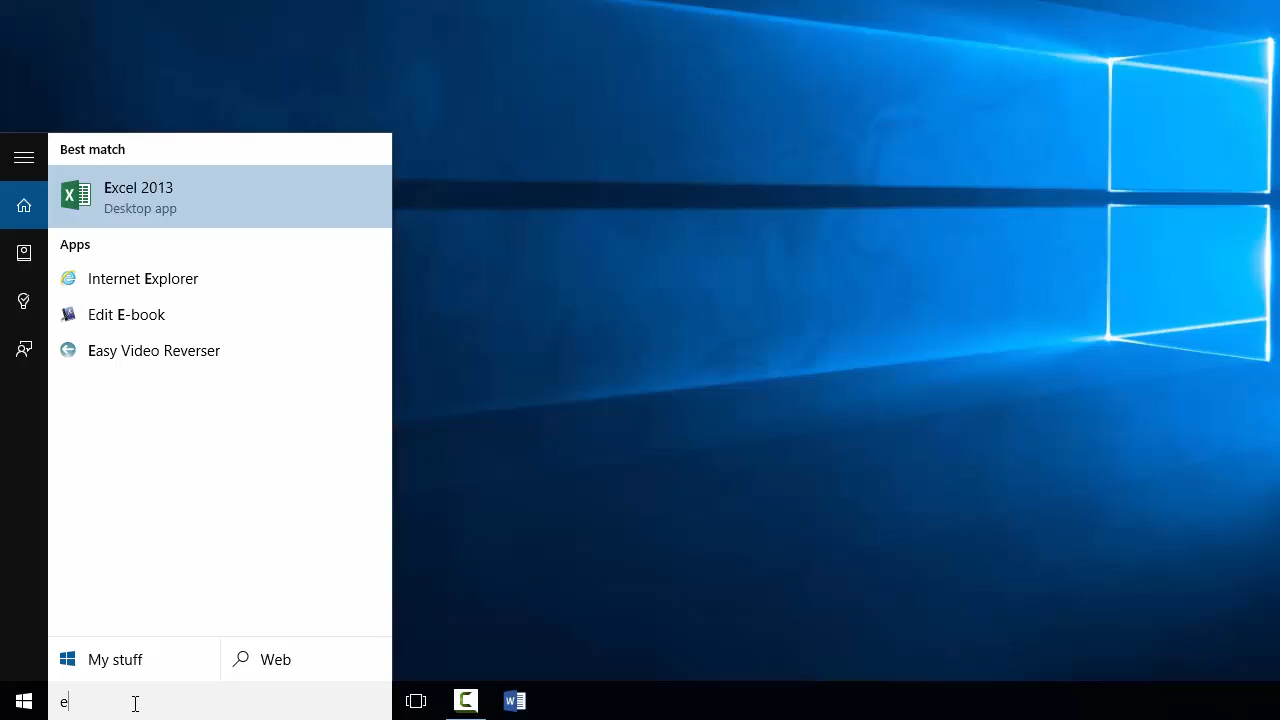 Best match
Excel 2013
Desktop app
Apps
Internet Explorer
Edit E-book
Easy Video Reverser
My stuff
Web
e